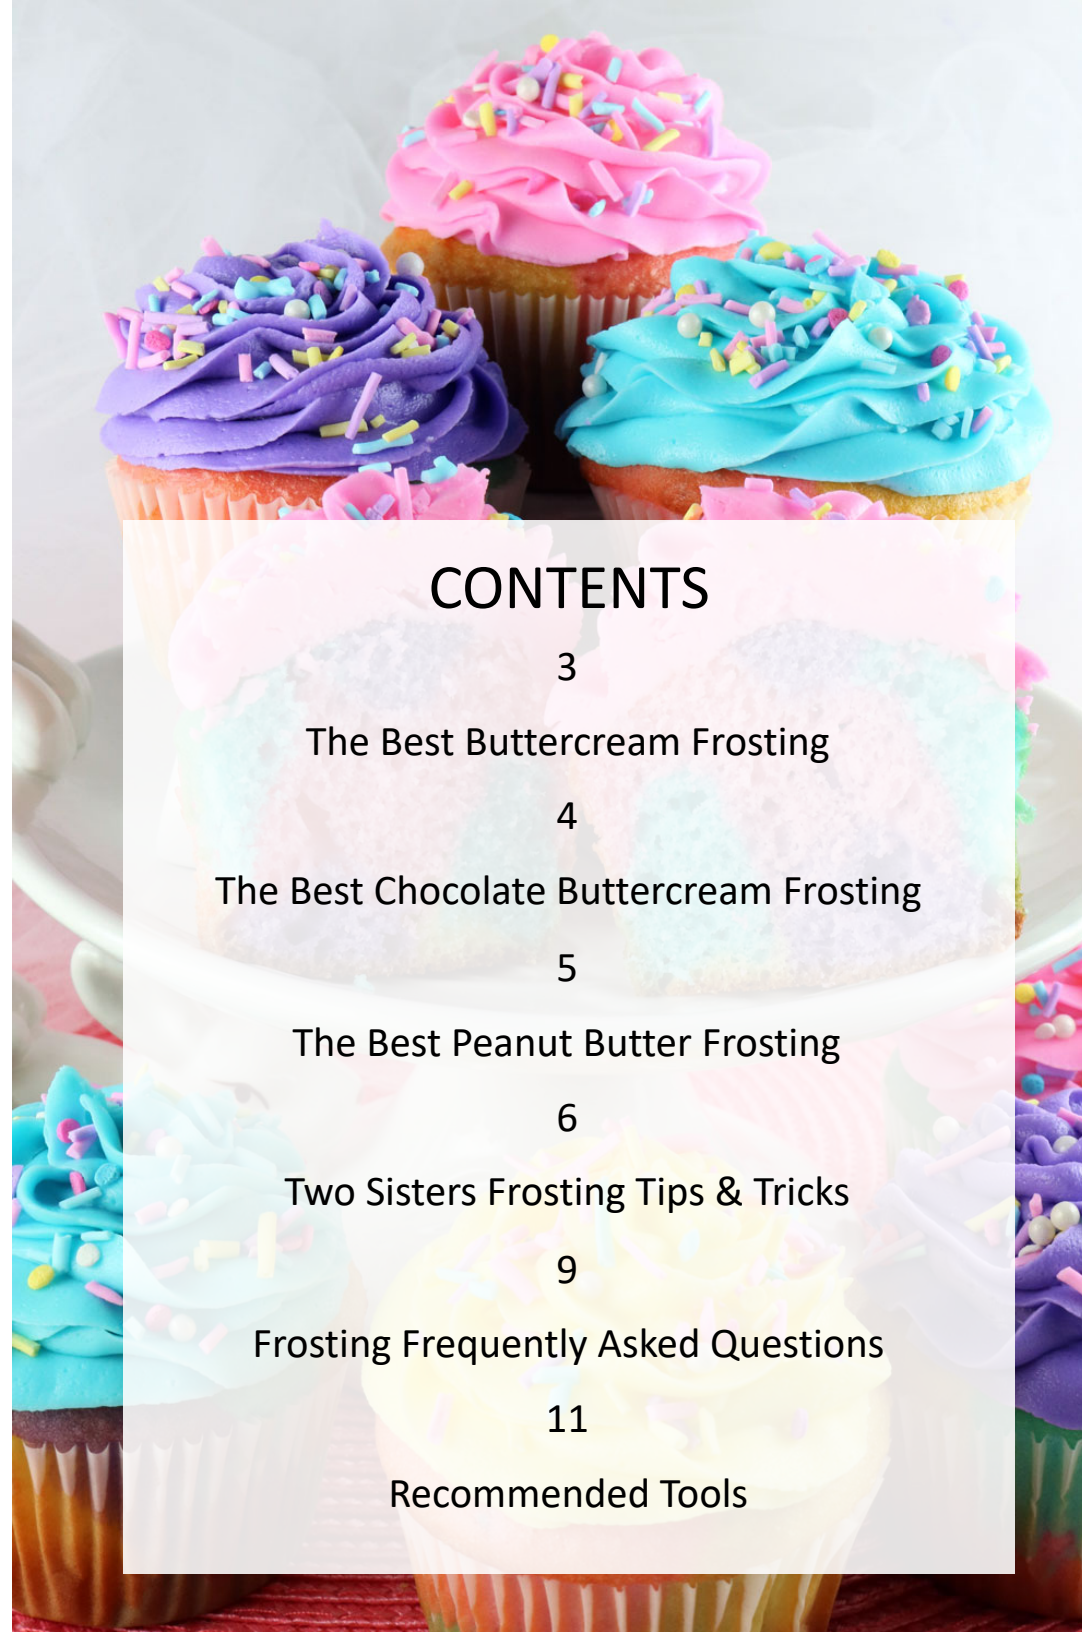 CONTENTS
3
The Best Buttercream Frosting
4
The Best Chocolate Buttercream Frosting
5
The Best Peanut Butter Frosting
6
Two Sisters Frosting Tips & Tricks
9
Frosting Frequently Asked Questions
11
Recommended Tools